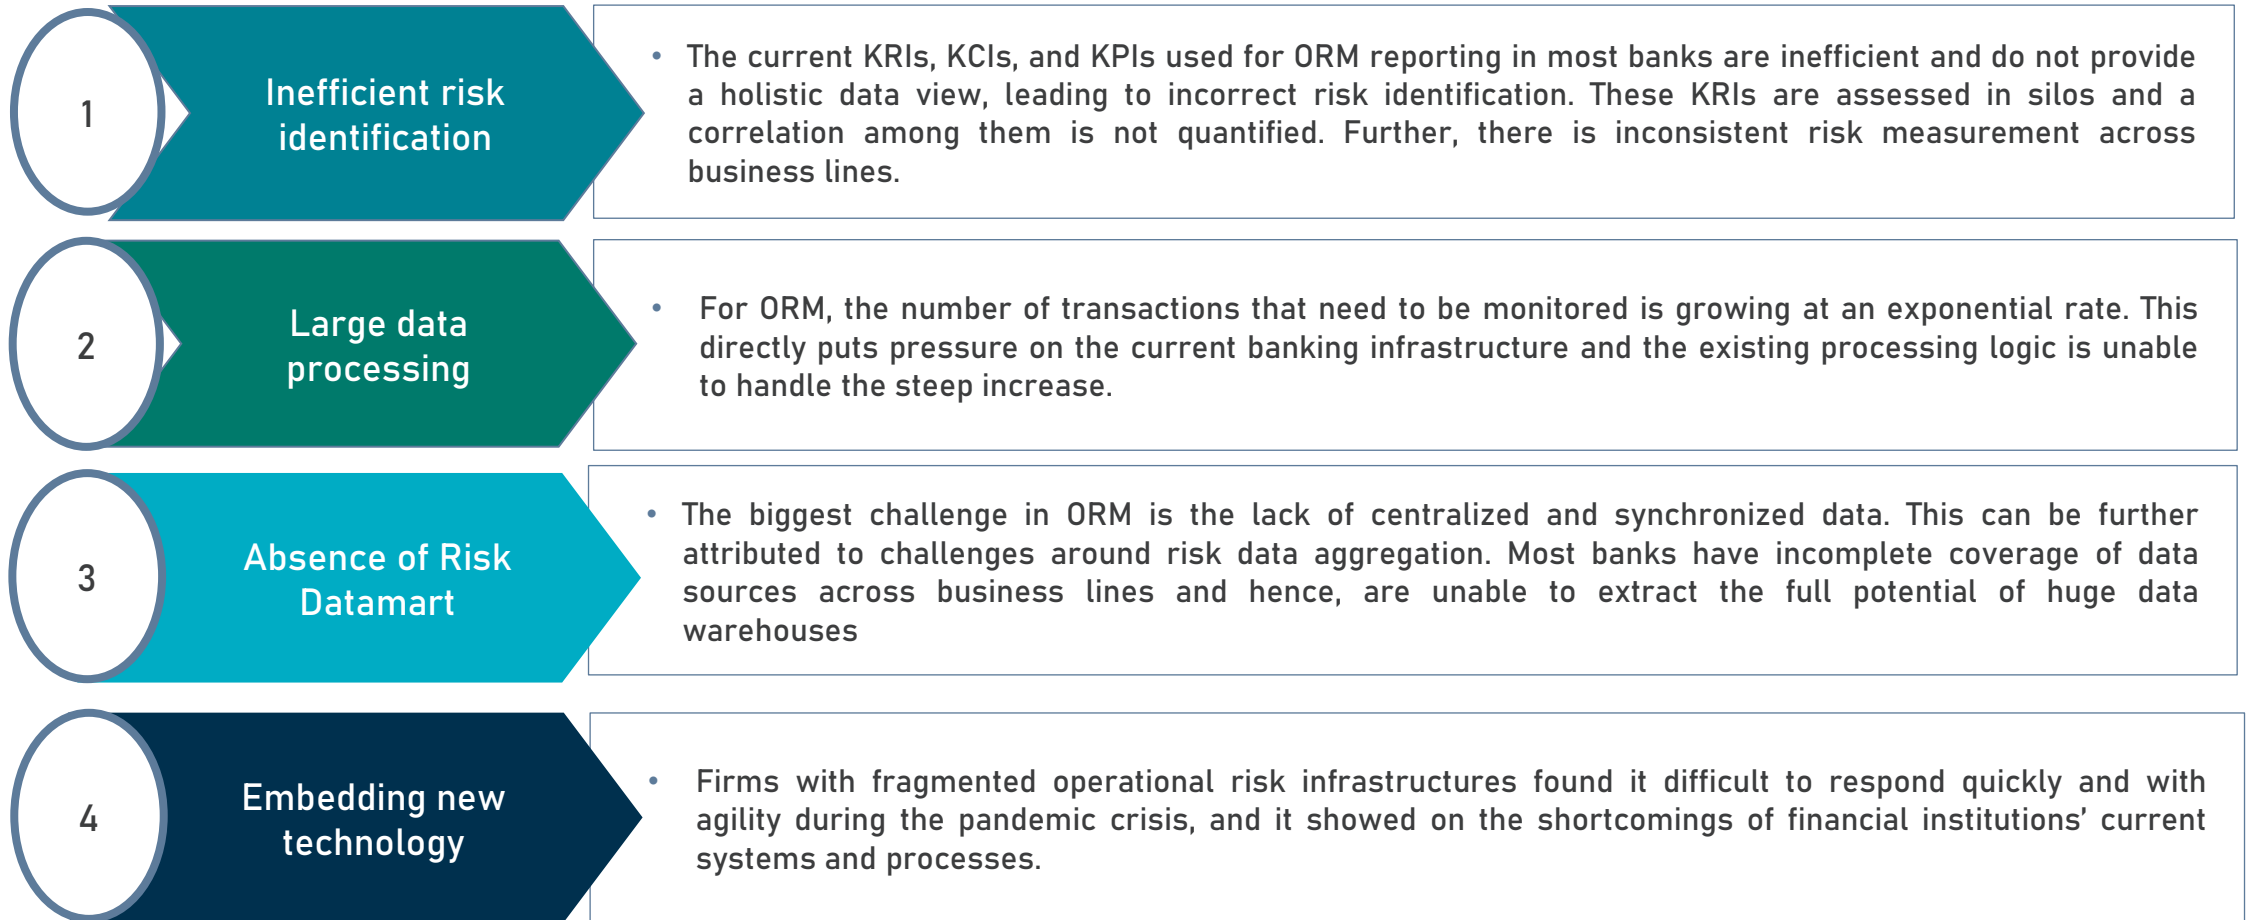 1
Inefficient risk
identification
• The current KRIs, KCIs, and KPIs used for ORM reporting in most banks are inefficient and do not provide
a holistic data view, leading to incorrect risk identification. These KRIs are assessed in silos and a
correlation among them is not quantified. Further, there is inconsistent risk measurement across
business lines.
2
Large data
processing
• For ORM, the number of transactions that need to be monitored is growing at an exponential rate. This
directly puts pressure on the current banking infrastructure and the existing processing logic is unable
to handle the steep increase.
3
Absence of Risk
Datamart
• The biggest challenge in ORM is the lack of centralized and synchronized data. This can be further
attributed to challenges around risk data aggregation. Most banks have incomplete coverage of data
sources across business lines and hence, are unable to extract the full potential of huge data
warehouses
4
Embedding new
technology
• Firms with fragmented operational risk infrastructures found it difficult to respond quickly and with
agility during the pandemic crisis, and it showed on the shortcomings of financial institutions’ current
systems and processes.